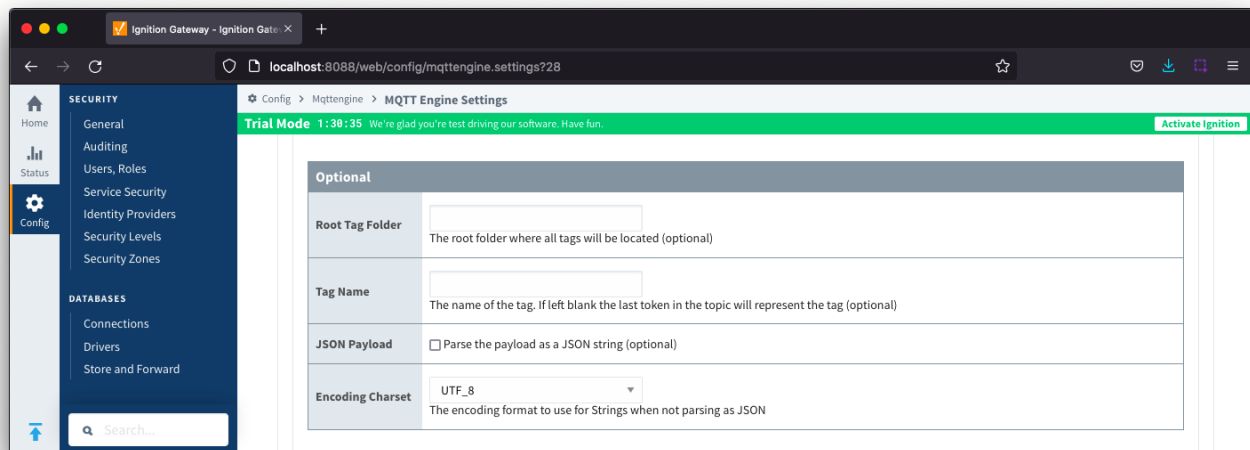 Ignition Gateway - Ignition Gate
localhost:8088/web/config/mqttengine.settings?28
Home
Status
Config
SECURITY
General
Auditing
Users, Roles
Service Security
Identity Providers
Security Levels
Security Zones
DATABASES
Connections
Drivers
Store and Forward
Search...
Config > Mqttengine > MQTT Engine Settings
Trial Mode 1:30:35 We're glad you're test driving our software. Have fun.
Activate Ignition
Optional
Root Tag Folder
The root folder where all tags will be located (optional)
Tag Name
The name of the tag. If left blank the last token in the topic will represent the tag (optional)
JSON Payload
Parse the payload as a JSON string (optional)
Encoding Charset
UTF_8
The encoding format to use for Strings when not parsing as JSON